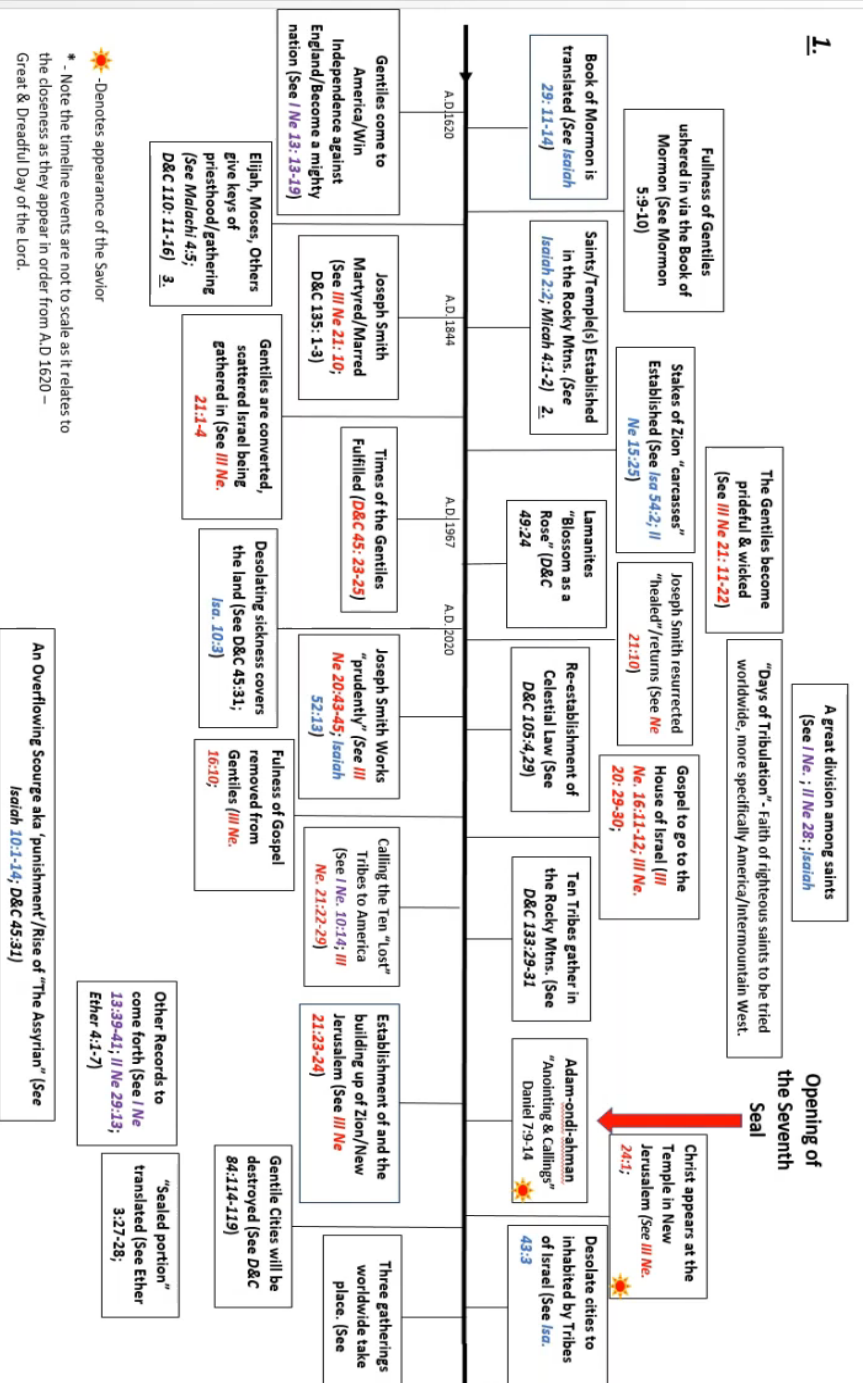 1.
A great division among saints
(See I Ne. ; II Ne 28: ;Isaiah
Opening of
the Seventh
Seal
The Gentiles become
prideful & wicked
(See III Ne 21: 11-22)
"Days of Tribulation"- Faith of righteous saints to be tried
worldwide, more specifically America/Intermountain West.
Fullness of Gentiles
ushered in via the Book of
Mormon (See Mormon
5:9-10)
Stakes of Zion "carcasses"
Established (See Isa 54:2; II
Ne 15:25)
Joseph Smith resurrected
"healed"/returns (See Ne
21:10)
Gospel to go to the
House of Israel (III
Ne. 16:11-12; III Ne.
20: 29-30;
Christ appears at the
Temple in New
Jerusalem (See III Ne.
24:1;
Book of Mormon is
translated (See Isaiah
29: 11-14)
Saints/Temple(s) Established
in the Rocky Mtns. (See
Isaiah 2:2; Micah 4:1-2) 2.
Lamanites
"Blossom as a
Rose" (D&C
49:24
Re-establishment of
Celestial Law (See
D&C 105:4,29)
Ten Tribes gather in
the Rocky Mtns. (See
D&C 133:29-31
Adam-ondi-ahman
"Anointing & Callings"
Daniel 7:9-14
Desolate cities to
inhabited by Tribes
of Israel (See Isa.
43:3
A.D.1620
A.D. 1844
A.D.1967
A.D. 2020
Gentiles come to
America/Win
Independence against
England/Become a mighty
nation (See I Ne 13: 13-19)
Joseph Smith
Martyred/Marred
(See III Ne 21: 10;
D&C 135: 1-3)
Times of the Gentiles
Fulfilled (D&C 45: 23-25)
Joseph Smith Works
"prudently" (See III
Ne 20:43-45; Isaiah
52:13)
Calling the Ten "Lost"
Tribes to America
(See I Ne. 10:14; III
Ne. 21:22-29)
Establishment of and the
building up of Zion/New
Jerusalem (See III Ne
21:23-24)
Three gatherings
worldwide take
place. (See
Elijah, Moses, Others
give keys of
priesthood/gathering
(See Malachi 4:5;
D&C 110: 11-16) 3.
Gentiles are converted,
scattered Israel being
gathered in (See III Ne.
21:1-4
Desolating sickness covers
the land (See D&C 45:31;
Isa. 10:3)
Fulness of Gospel
removed from
Gentiles (III Ne.
16:10;
Gentile Cities will be
destroyed (See D&C
84:114-119)
Other Records to
come forth (See I Ne
13:39-41; II Ne 29:13;
Ether 4:1-7)
"Sealed portion"
translated (See Ether
3:27-28;
-Denotes appearance of the Savior
* - Note the timeline events are not to scale as it relates to
the closeness as they appear in order from A.D 1620 –
Great & Dreadful Day of the Lord.
An Overflowing Scourge aka 'punishment'/Rise of "The Assyrian" (See
Isaiah 10:1-14; D&C 45:31)